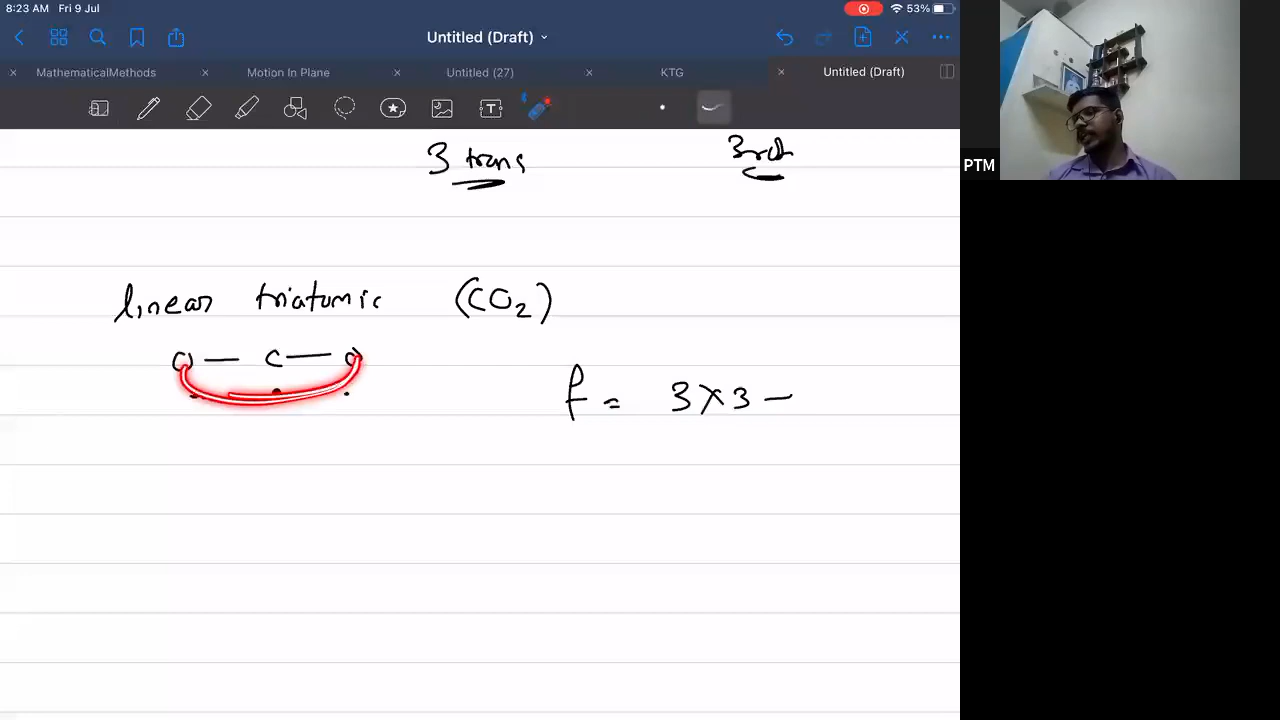 8:23 AM Fri 9 Jul
53%
Untitled (Draft)
MathematicalMethods
Motion In Plane
Untitled (27)
KTG
Untitled (Draft)
T
PTM
3 trans
linear triatomic (CO2)
O — C — O
f = 3 × 3 —